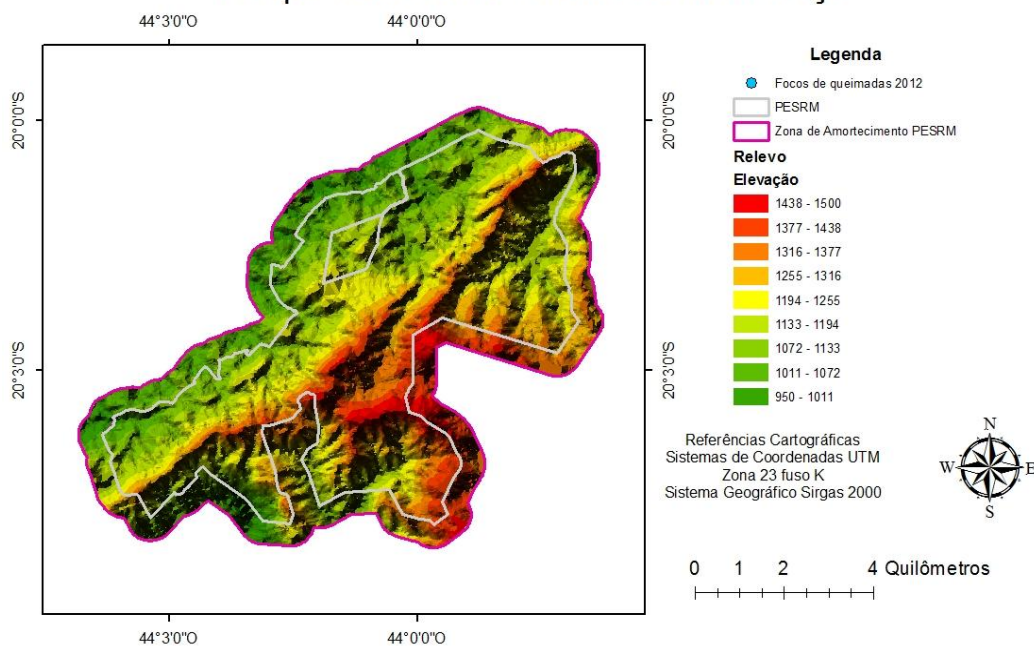 44°3'0"O 44°0'0"O
20°0'0"S
20°3'0"S
20°0'0"S
20°3'0"S
44°3'0"O 44°0'0"O
Legenda
Focos de queimadas 2012
PESRM
Zona de Amortecimento PESRM
Relevo
Elevação
1438 - 1500
1377 - 1438
1316 - 1377
1255 - 1316
1194 - 1255
1133 - 1194
1072 - 1133
1011 - 1072
950 - 1011
Referências Cartográficas
Sistemas de Coordenadas UTM
Zona 23 fuso K
Sistema Geográfico Sirgas 2000
N
W E
S
0 1 2 4 Quilômetros